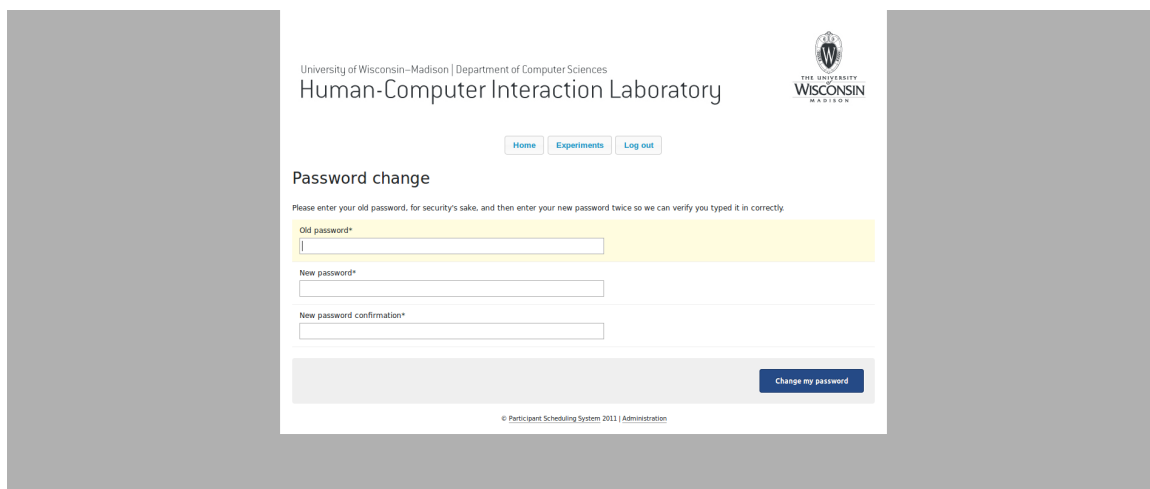 University of Wisconsin–Madison | Department of Computer Sciences
Human-Computer Interaction Laboratory
W
THE UNIVERSITY
of
WISCONSIN
MADISON
Home Experiments Log out
Password change
Please enter your old password, for security's sake, and then enter your new password twice so we can verify you typed it in correctly.
Old password*
New password*
New password confirmation*
Change my password
© Participant Scheduling System 2011 | Administration